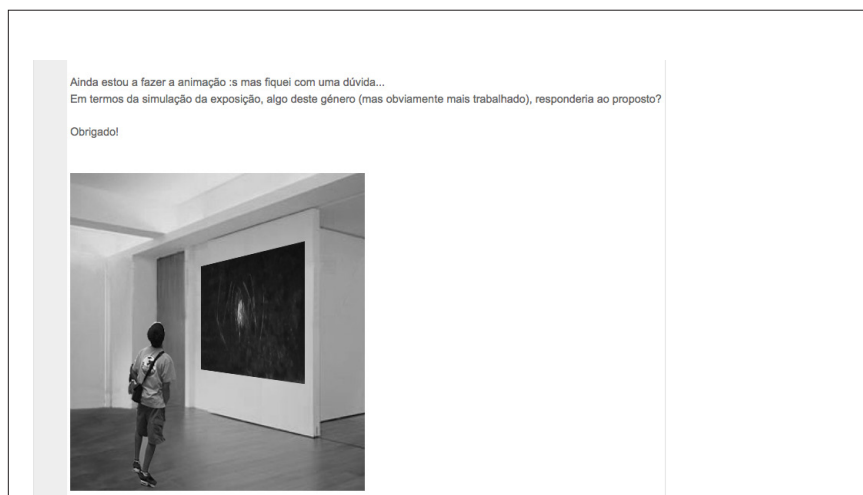 Ainda estou a fazer a animação :s mas fiquei com uma dúvida...
Em termos da simulação da exposição, algo deste género (mas obviamente mais trabalhado), responderia ao proposto?
Obrigado!